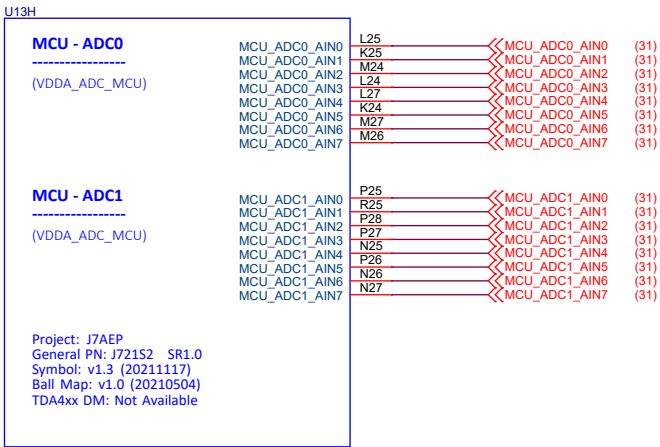 U13H
MCU - ADC0
-----------------
(VDDA_ADC_MCU)
MCU_ADC0_AIN0 L25 MCU_ADC0_AIN0 (31)
MCU_ADC0_AIN1 K25 MCU_ADC0_AIN1 (31)
MCU_ADC0_AIN2 M24 MCU_ADC0_AIN2 (31)
MCU_ADC0_AIN3 L24 MCU_ADC0_AIN3 (31)
MCU_ADC0_AIN4 L27 MCU_ADC0_AIN4 (31)
MCU_ADC0_AIN5 K24 MCU_ADC0_AIN5 (31)
MCU_ADC0_AIN6 M27 MCU_ADC0_AIN6 (31)
MCU_ADC0_AIN7 M26 MCU_ADC0_AIN7 (31)
MCU - ADC1
-----------------
(VDDA_ADC_MCU)
MCU_ADC1_AIN0 P25 MCU_ADC1_AIN0 (31)
MCU_ADC1_AIN1 R25 MCU_ADC1_AIN1 (31)
MCU_ADC1_AIN2 P28 MCU_ADC1_AIN2 (31)
MCU_ADC1_AIN3 P27 MCU_ADC1_AIN3 (31)
MCU_ADC1_AIN4 N25 MCU_ADC1_AIN4 (31)
MCU_ADC1_AIN5 P26 MCU_ADC1_AIN5 (31)
MCU_ADC1_AIN6 N26 MCU_ADC1_AIN6 (31)
MCU_ADC1_AIN7 N27 MCU_ADC1_AIN7 (31)
Project: J7AEP
General PN: J721S2 SR1.0
Symbol: v1.3 (20211117)
Ball Map: v1.0 (20210504)
TDA4xx DM: Not Available